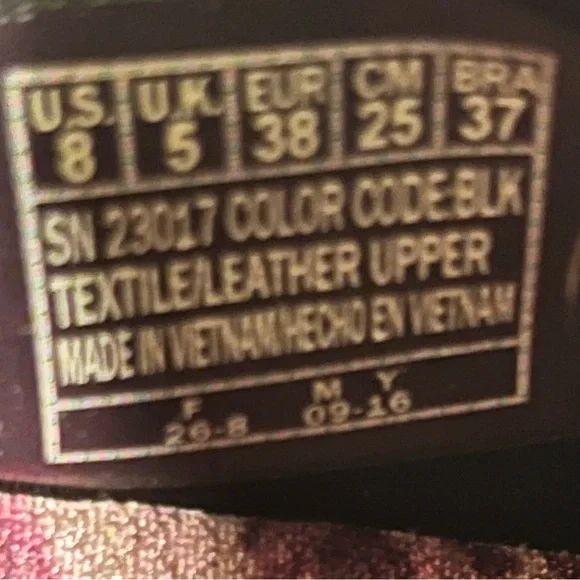 U.S. U.K. EUR CM BRA
8 5 38 25 37
SN 23017 COLOR CODE:BLK
TEXTILE/LEATHER UPPER
MADE IN VIETNAM/HECHO EN VIETNAM
F M Y
26-8 09-16